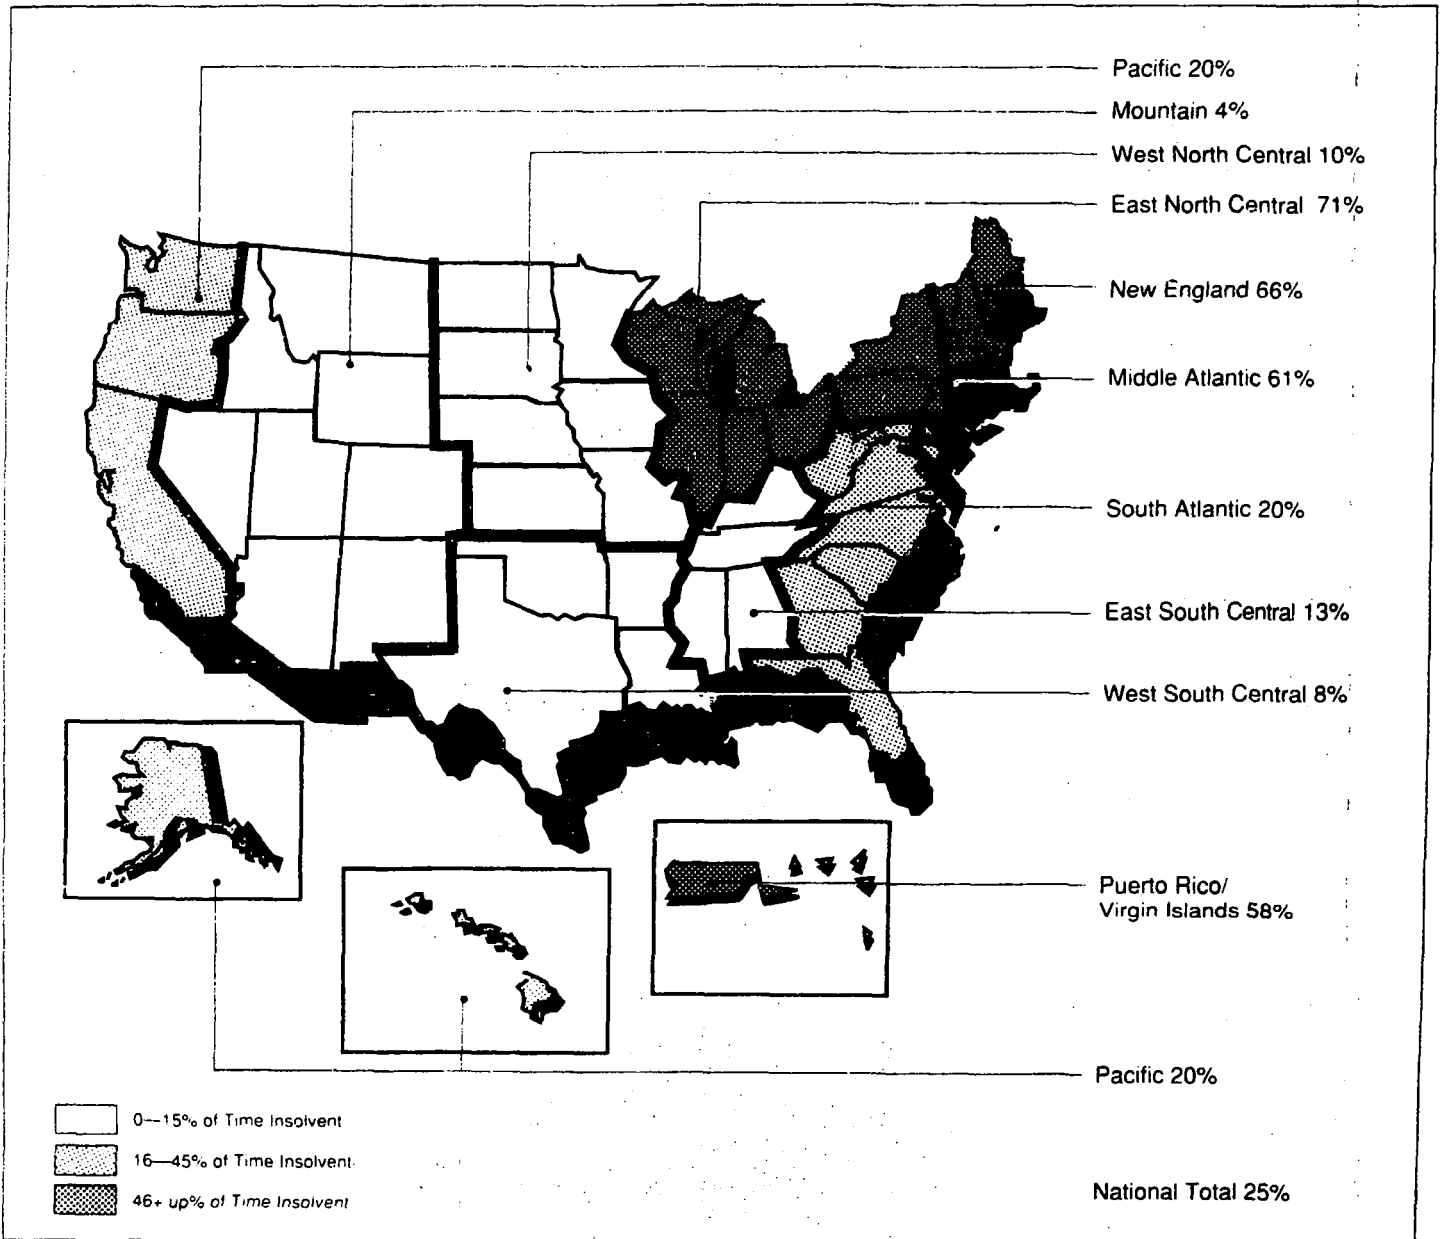 Pacific 20%
Mountain 4%
West North Central 10%
East North Central 71%
New England 66%
Middle Atlantic 61%
South Atlantic 20%
East South Central 13%
West South Central 8%
Puerto Rico/
Virgin Islands 58%
Pacific 20%
0—15% of Time Insolvent
16—45% of Time Insolvent
46+ up% of Time Insolvent
National Total 25%